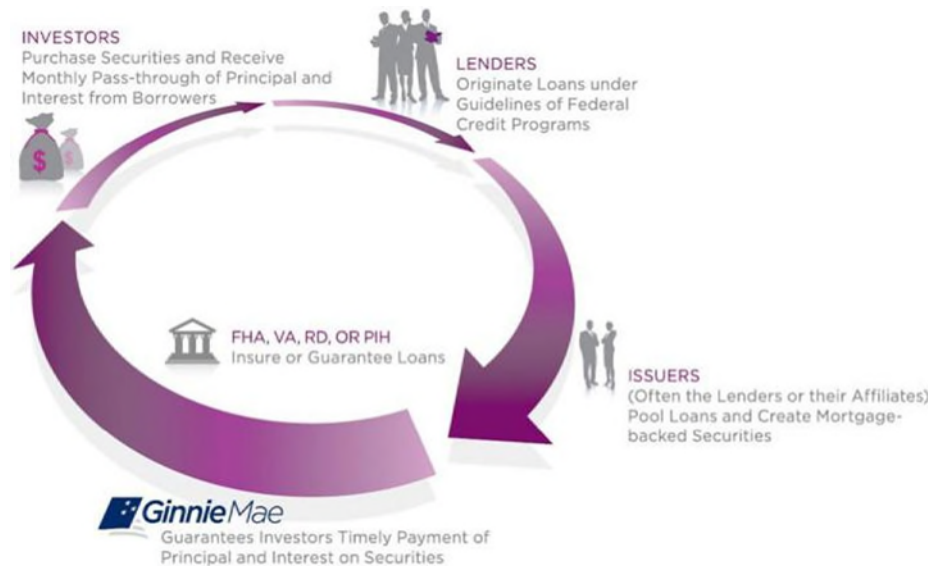 INVESTORS
Purchase Securities and Receive
Monthly Pass-through of Principal and
Interest from Borrowers
$
$
LENDERS
Originate Loans under
Guidelines of Federal
Credit Programs
FHA, VA, RD, OR PIH
Insure or Guarantee Loans
ISSUERS
(Often the Lenders or their Affiliates)
Pool Loans and Create Mortgage-
backed Securities
GinnieMae
Guarantees Investors Timely Payment of
Principal and Interest on Securities